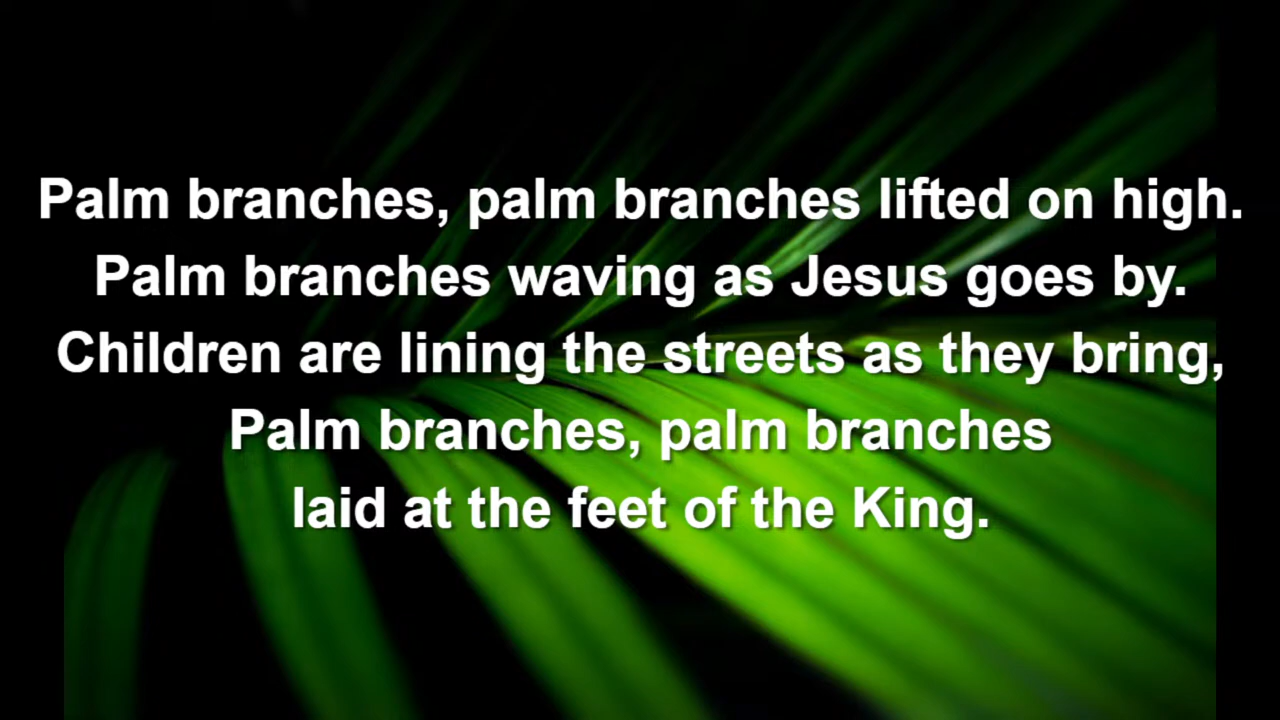 Palm branches, palm branches lifted on high.
Palm branches waving as Jesus goes by.
Children are lining the streets as they bring,
Palm branches, palm branches
laid at the feet of the King.